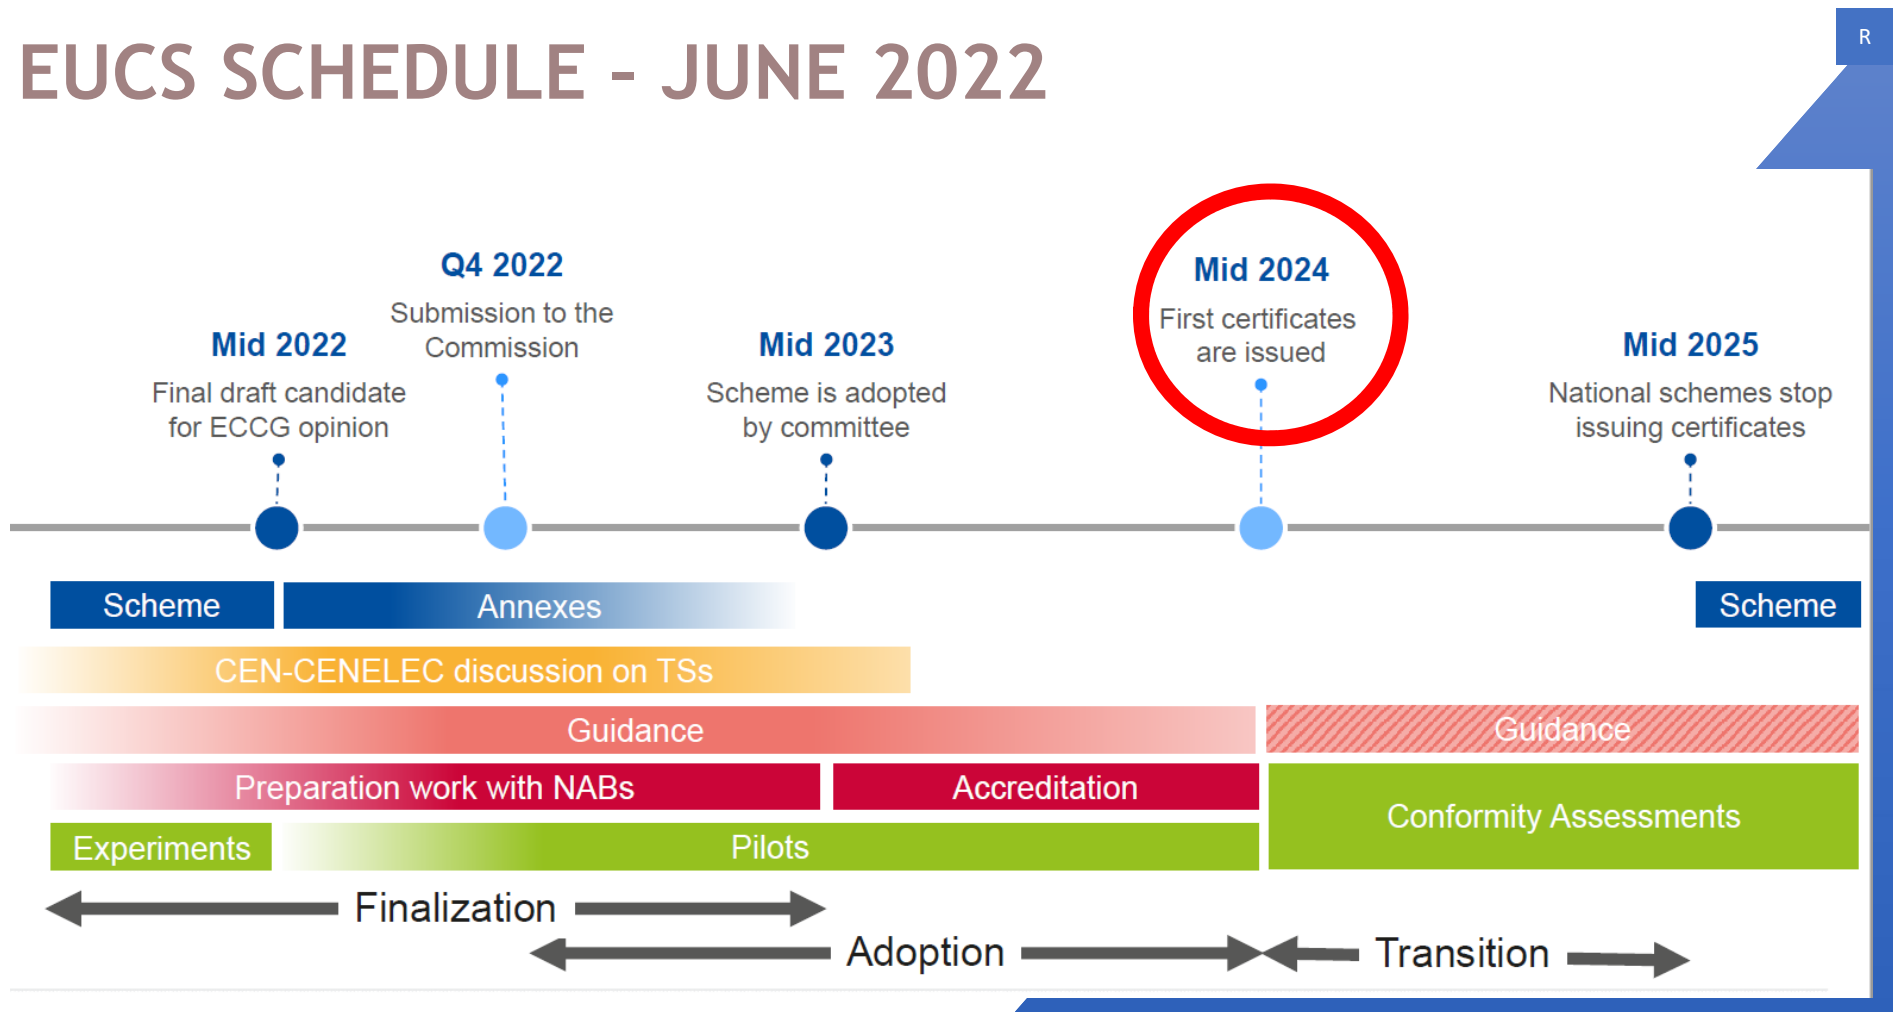 EUCS SCHEDULE - JUNE 2022
R
Mid 2022
Final draft candidate
for ECCG opinion
Q4 2022
Submission to the
Commission
Mid 2023
Scheme is adopted
by committee
Mid 2024
First certificates
are issued
Mid 2025
National schemes stop
issuing certificates
Scheme
Annexes
Scheme
CEN-CENELEC discussion on TSs
Guidance
Guidance
Preparation work with NABs
Accreditation
Conformity Assessments
Experiments
Pilots
Finalization
Adoption
Transition